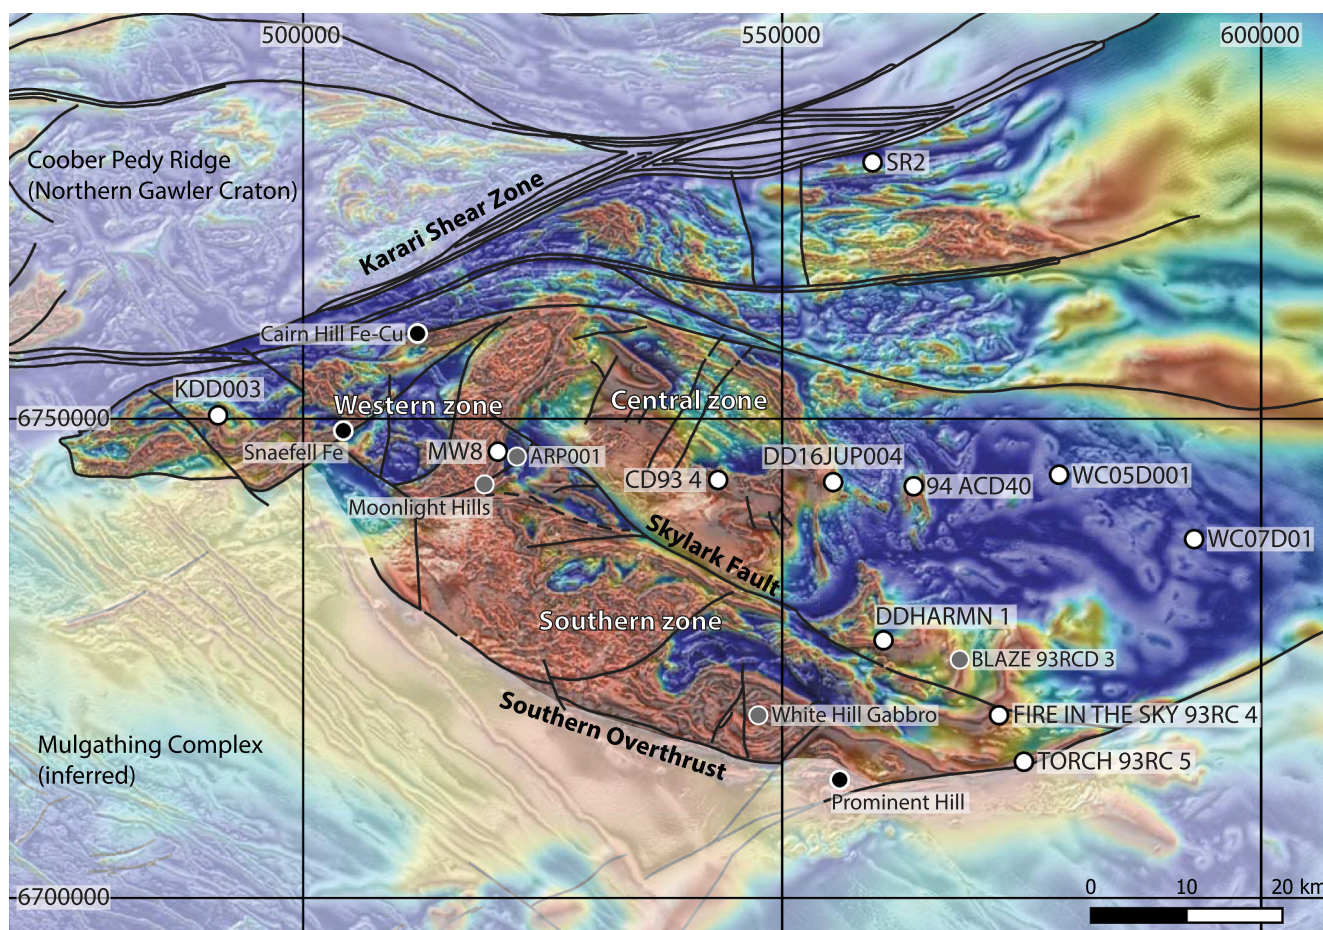 500000
550000
600000
Coober Pedy Ridge
(Northern Gawler Craton)
SR2
Karari Shear Zone
Cairn Hill Fe-Cu
KDD003
Western zone
Central zone
6750000
Snaefell Fe
MW8
ARP001
CD93 4
DD16JUP004
94 ACD40
WC05D001
Moonlight Hills
WC07D01
Skylark Fault
Southern zone
DDHARMN 1
BLAZE 93RCD 3
White Hill Gabbro
FIRE IN THE SKY 93RC 4
Southern Overthrust
Mulgathing Complex
(inferred)
TORCH 93RC 5
Prominent Hill
6700000
0 10 20 km